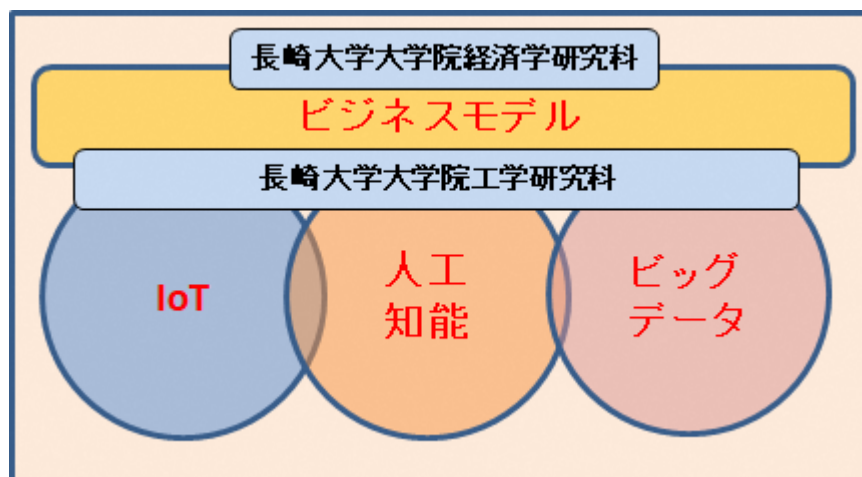 長崎大学大学院経済学研究科
ビジネスモデル
長崎大学大学院工学研究科
IoT
人工
知能
ビッグ
データ